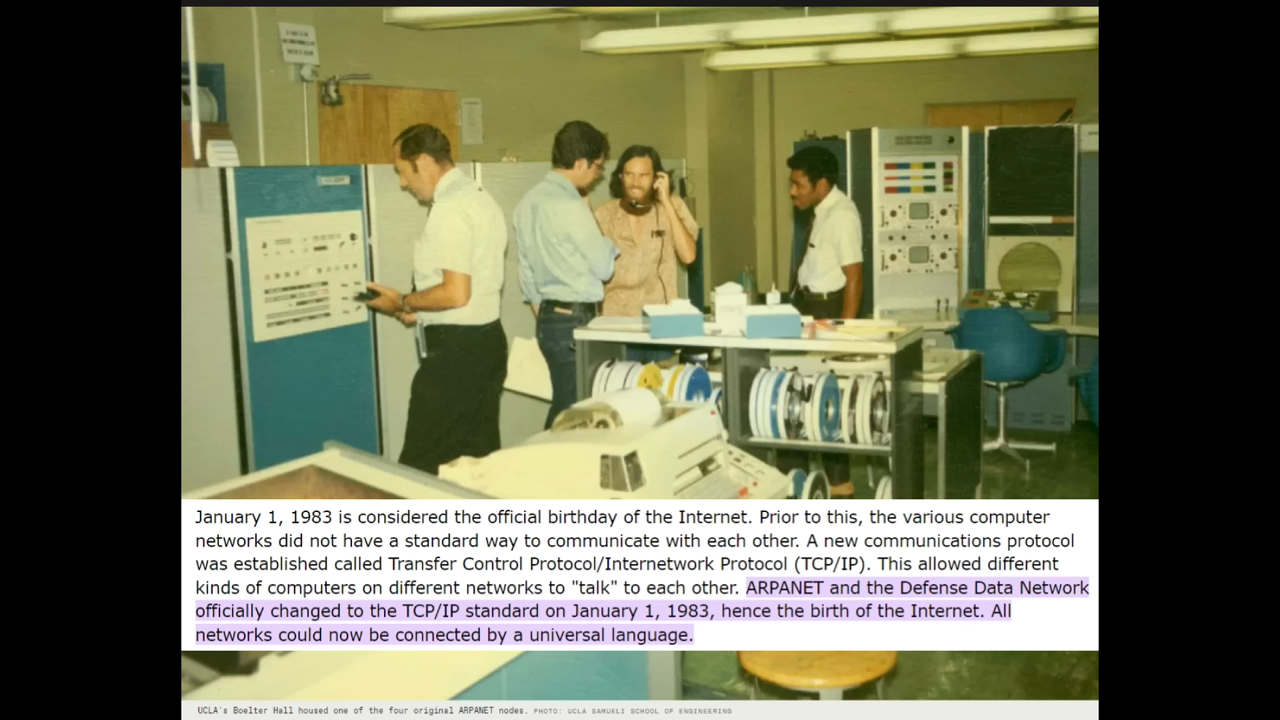 January 1, 1983 is considered the official birthday of the Internet. Prior to this, the various computer
networks did not have a standard way to communicate with each other. A new communications protocol
was established called Transfer Control Protocol/Internetwork Protocol (TCP/IP). This allowed different
kinds of computers on different networks to "talk" to each other. ARPANET and the Defense Data Network
officially changed to the TCP/IP standard on January 1, 1983, hence the birth of the Internet. All
networks could now be connected by a universal language.
UCLA's Boelter Hall housed one of the four original ARPANET nodes. PHOTO: UCLA SAMUELI SCHOOL OF ENGINEERING